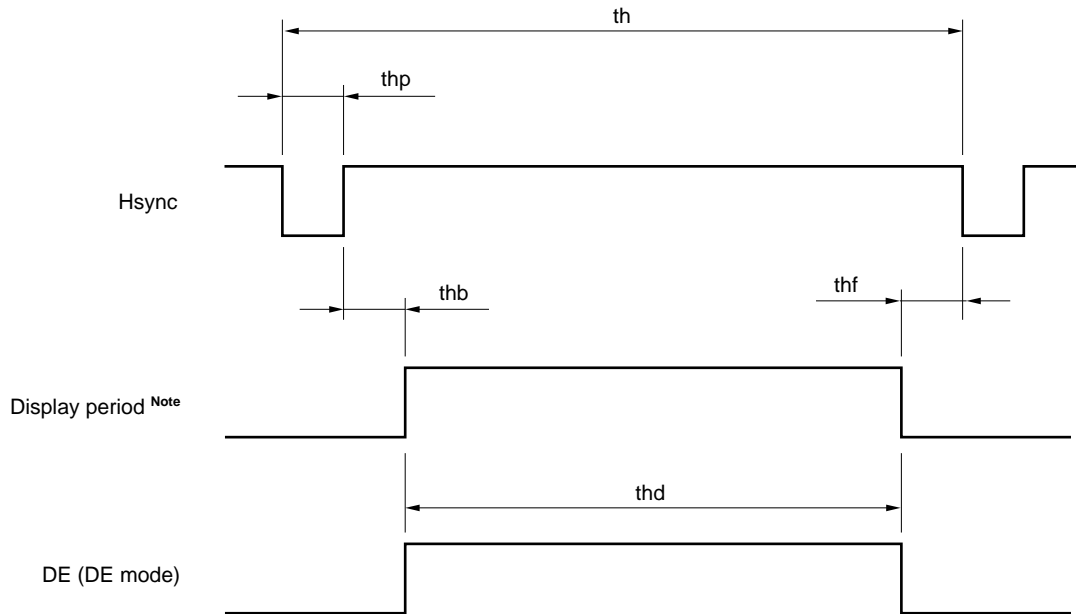 th
thp
Hsync
thb
thf
Display period Note
thd
DE (DE mode)